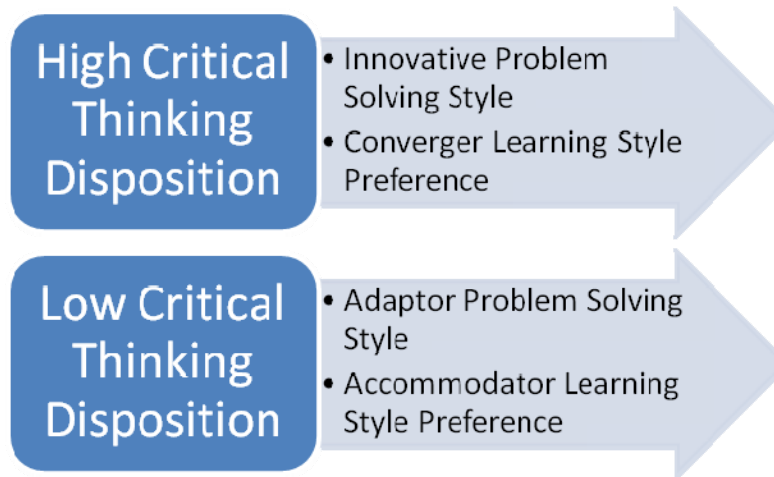 High Critical
Thinking
Disposition
• Innovative Problem
Solving Style
• Converger Learning Style
Preference
Low Critical
Thinking
Disposition
• Adaptor Problem Solving
Style
• Accommodator Learning
Style Preference